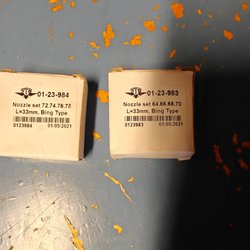 01-23-984
Nozzle set 72.74.76.72
L=33mm, Bing Type
0123984 01/05/2021
01-23-983
Nozzle set 64.66.68.70
L=33mm, Bing Type
0123983 01/05/2021